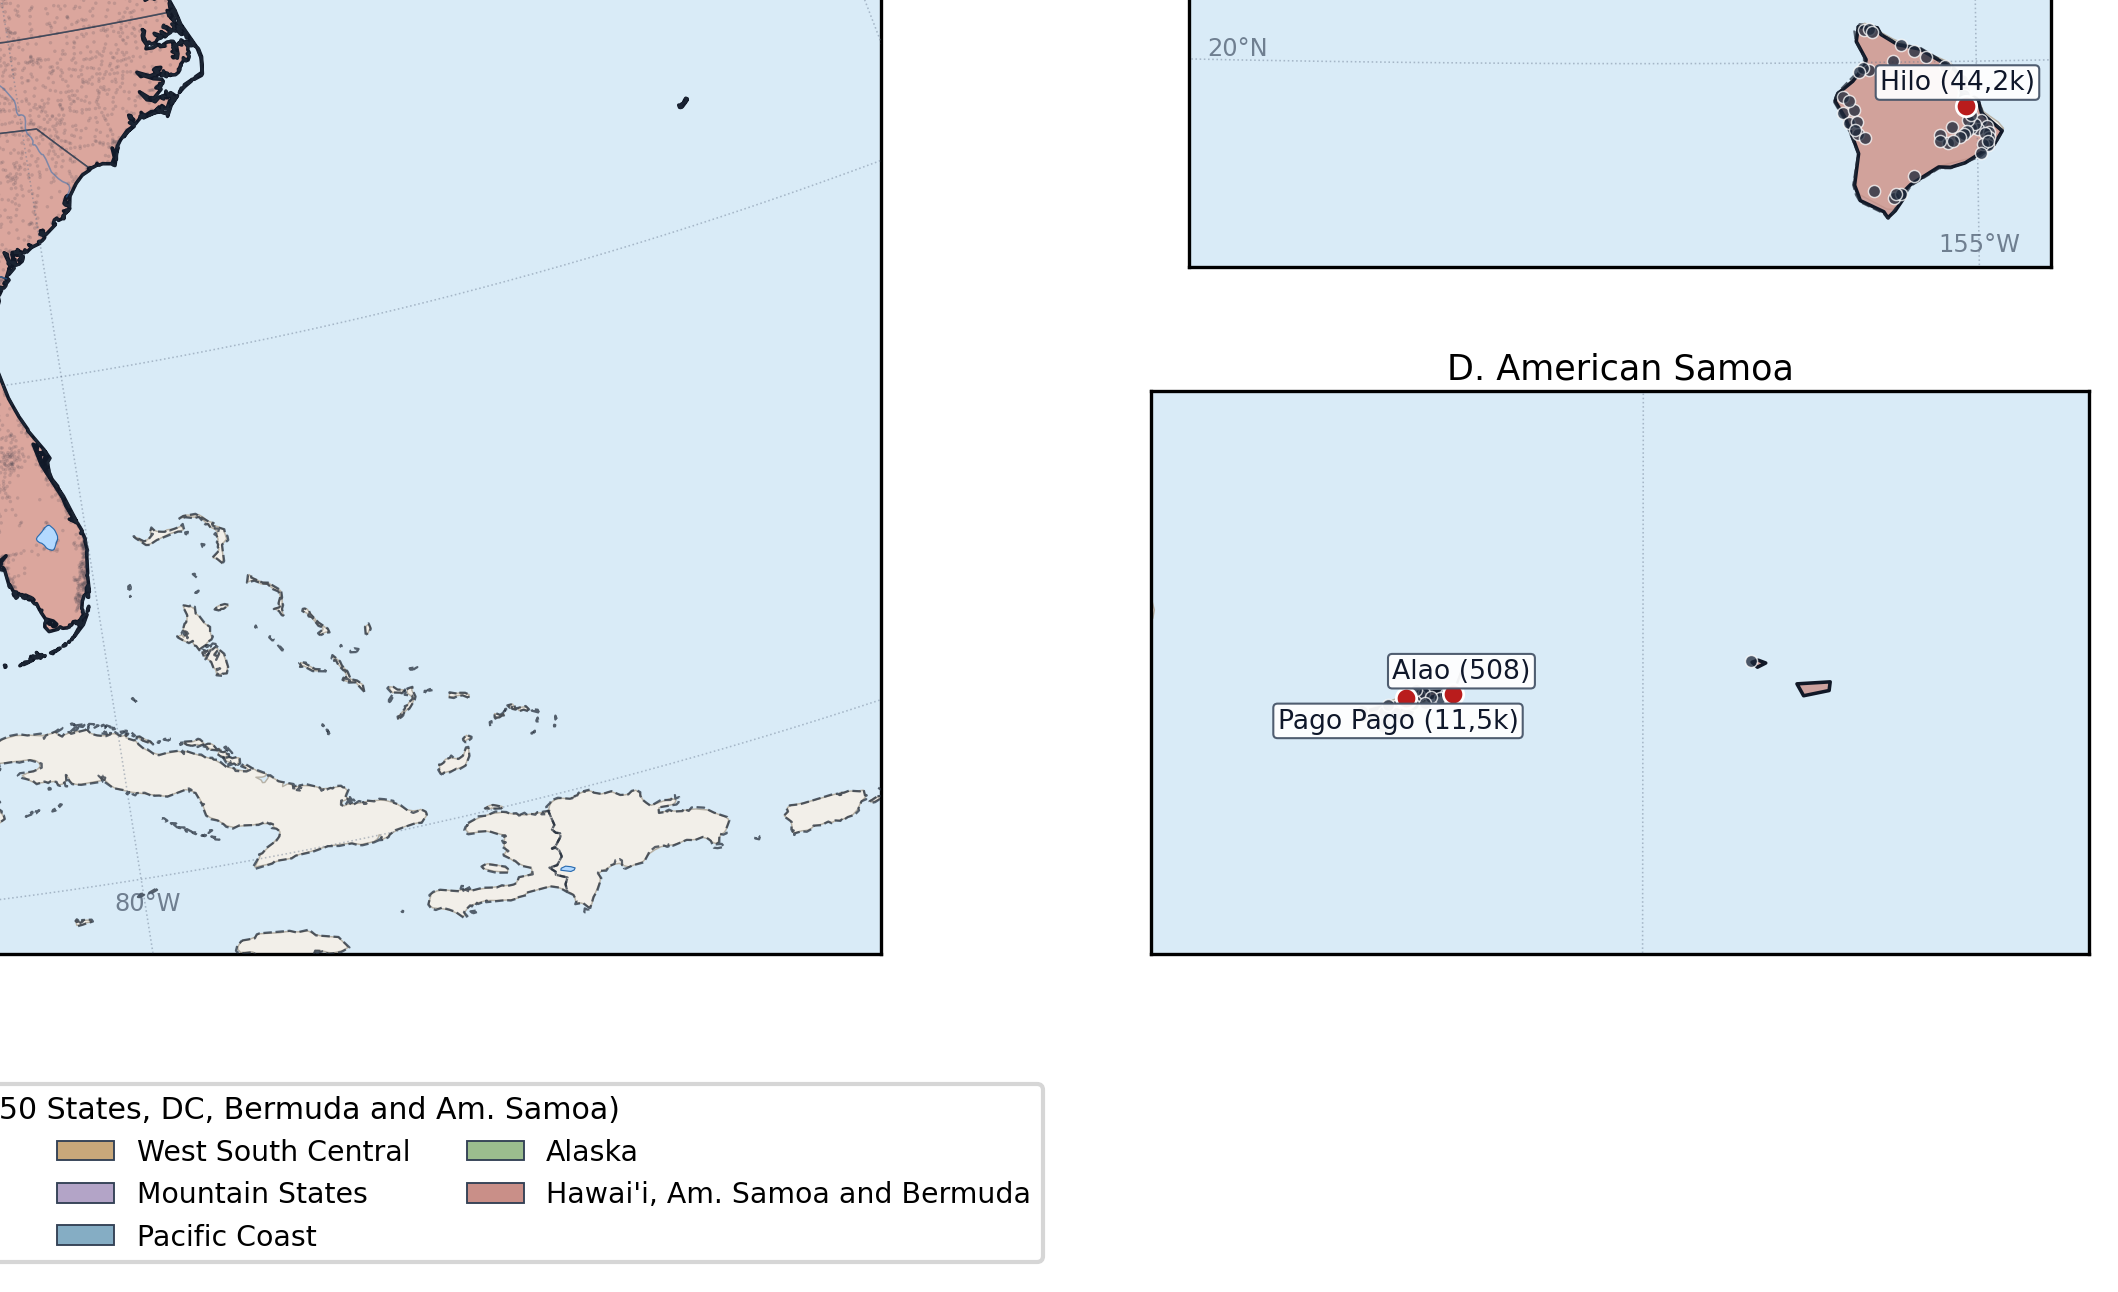 20°N
Hilo (44,2k)
155°W
D. American Samoa
Alao (508)
Pago Pago (11,5k)
80°W
50 States, DC, Bermuda and Am. Samoa)
West South Central
Alaska
Mountain States
Hawai'i, Am. Samoa and Bermuda
Pacific Coast